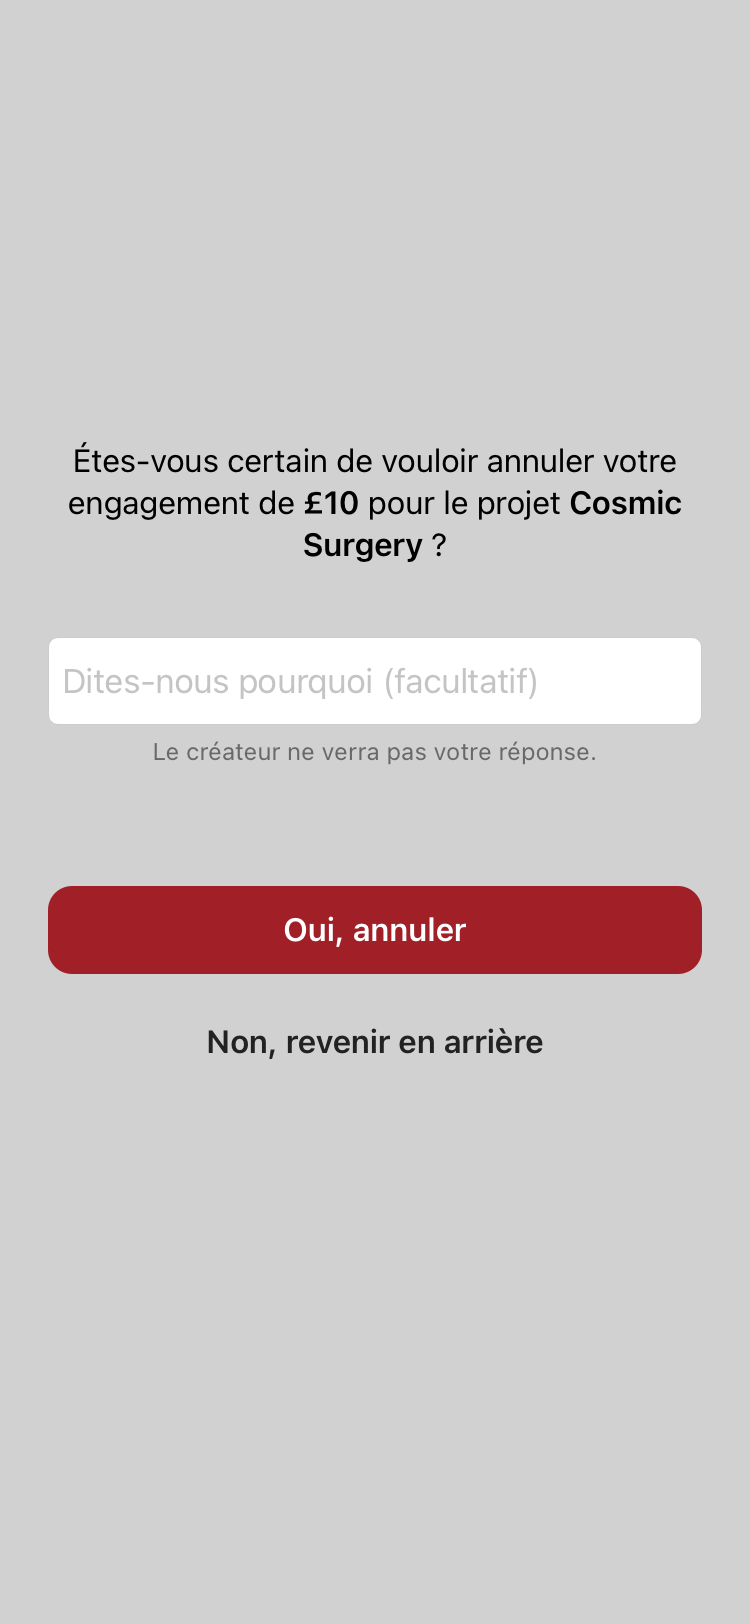 Êtes-vous certain de vouloir annuler votre
engagement de £10 pour le projet Cosmic
Surgery ?
Dites-nous pourquoi (facultatif)
Le créateur ne verra pas votre réponse.
Oui, annuler
Non, revenir en arrière